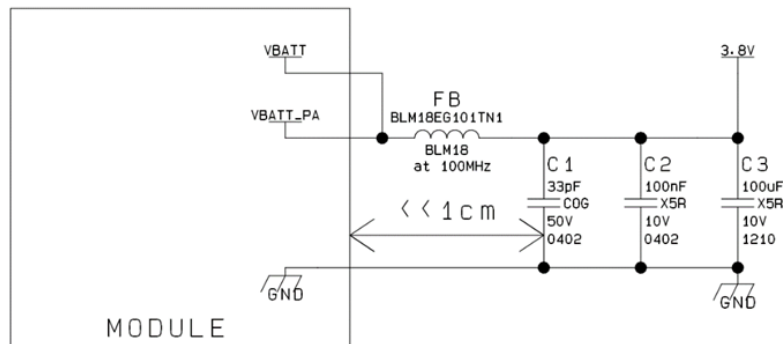 VBATT
3.8V
VBATT_PA
FB
BLM18EG101TN1
BLM18
at 100MHz
C1
33pF
C0G
50V
0402
C2
100nF
X5R
10V
0402
C3
100uF
X5R
10V
1210
<<1cm
GND
GND
MODULE